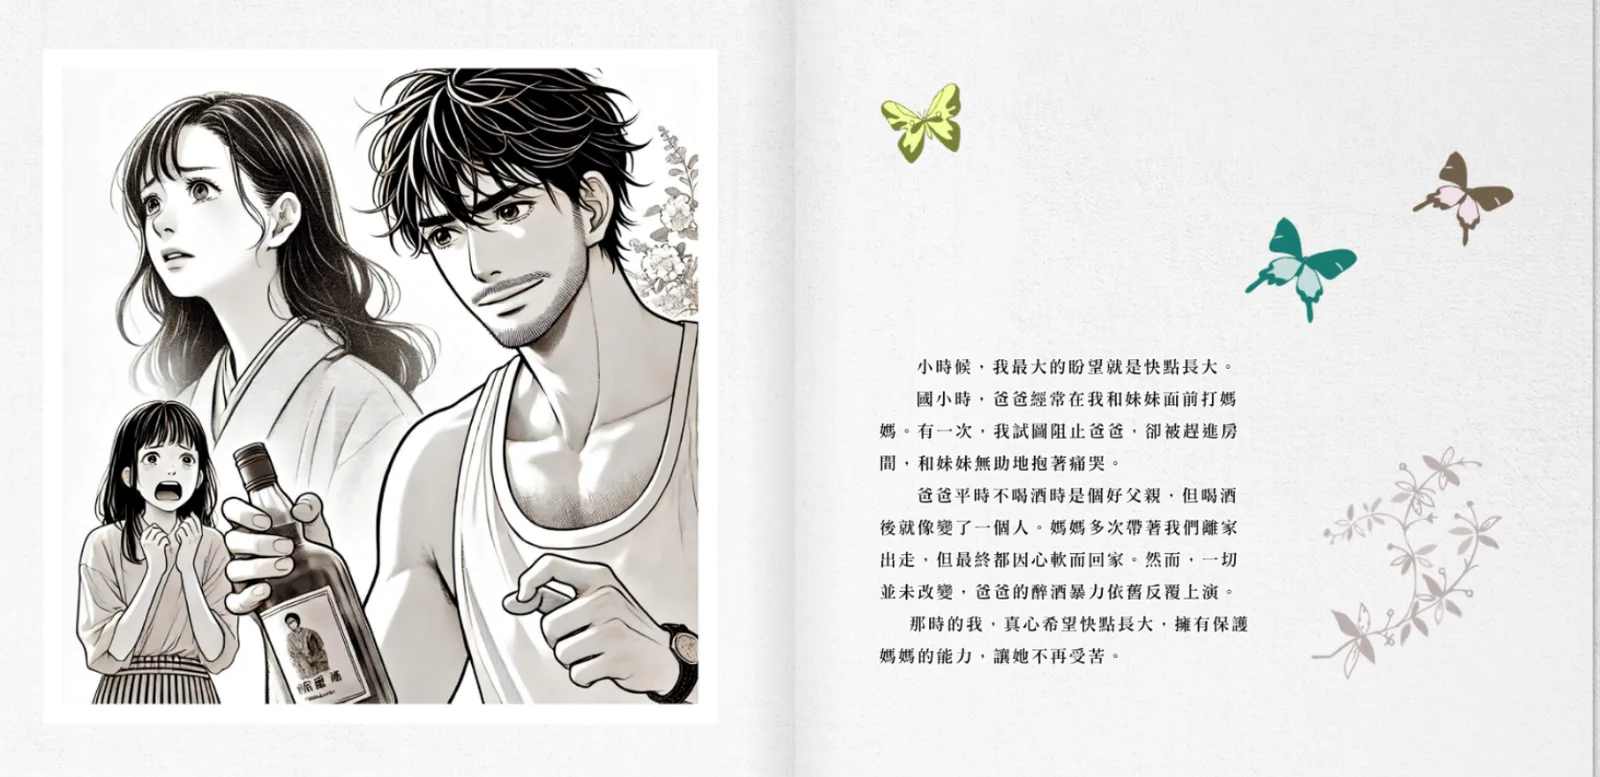 小時候，我最大的盼望就是快點長大。
國小時，爸爸經常在我和妹妹面前打媽
媽。有一次，我試圖阻止爸爸，卻被趕進房
間，和妹妹無助地抱著痛哭。
爸爸平時不喝酒時是個好父親，但喝酒
後就像變了一個人。媽媽多次帶著我們離家
出走，但最終都因心軟而回家。然而，一切
並未改變，爸爸的醉酒暴力依舊反覆上演。
那時的我，真心希望快點長大，擁有保護
媽媽的能力，讓她不再受苦。